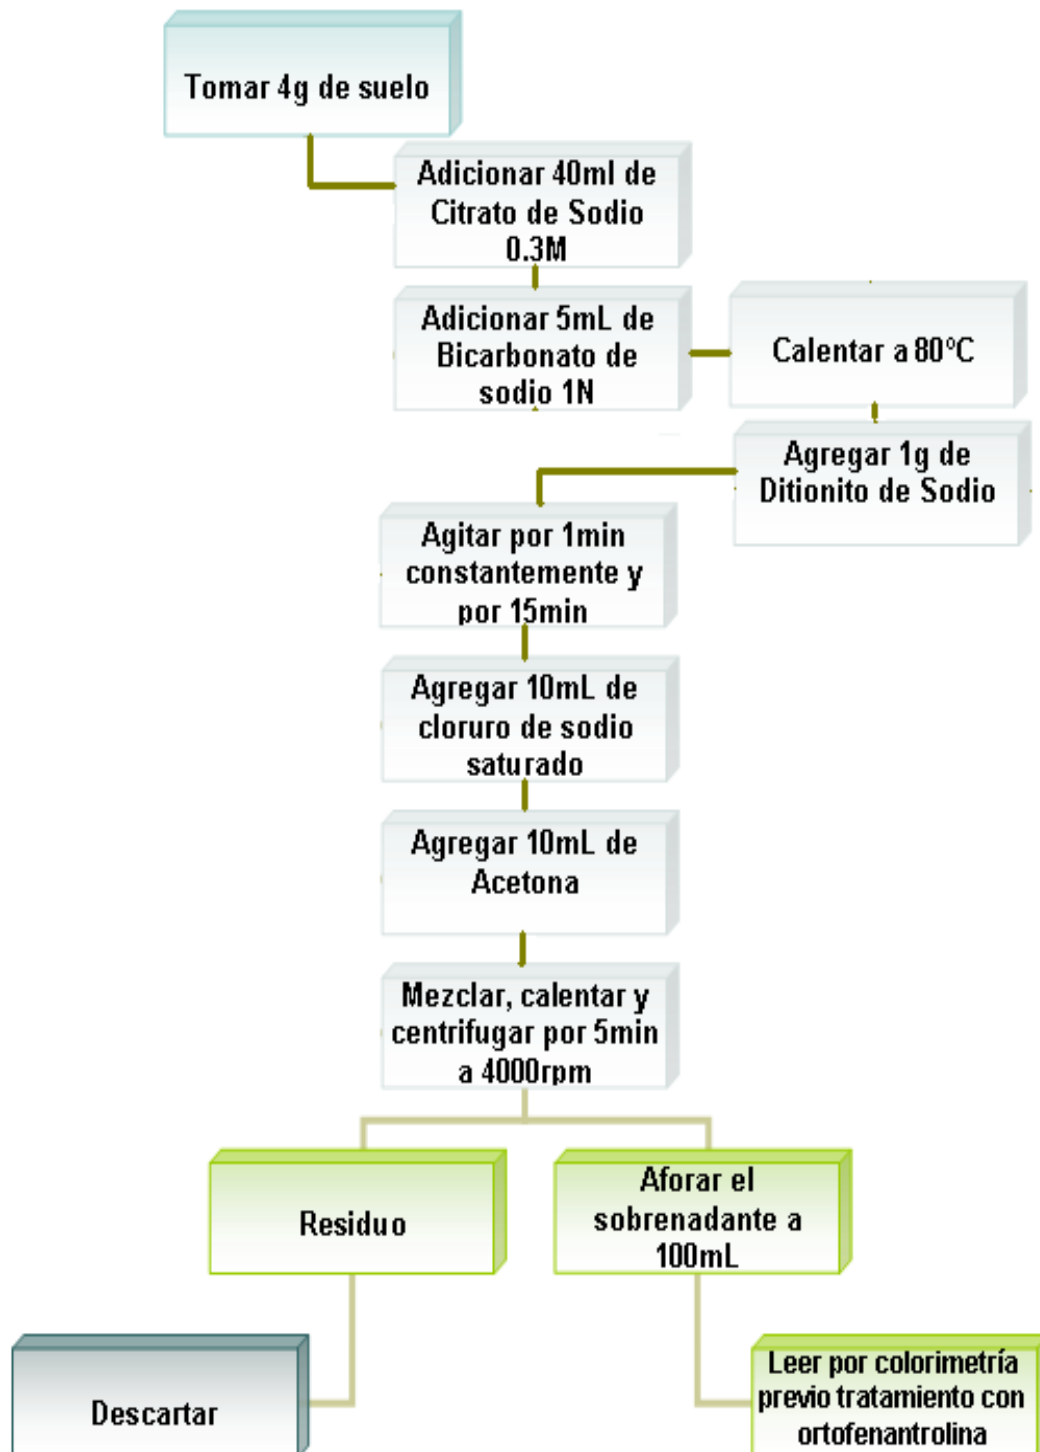 Tomar 4g de suelo
Adicionar 40ml de
Citrato de Sodio
0.3M
Adicionar 5mL de
Bicarbonato de
sodio 1N
Calentar a 80ºC
Agregar 1g de
Ditionito de Sodio
Agitar por 1min
constantemente y
por 15min
Agregar 10mL de
cloruro de sodio
saturado
Agregar 10mL de
Acetona
Mezclar, calentar y
centrifugar por 5min
a 4000rpm
Residuo
Aforar el
sobrenadante a
100mL
Descartar
Leer por colorimetría
previo tratamiento con
ortofenantrolina